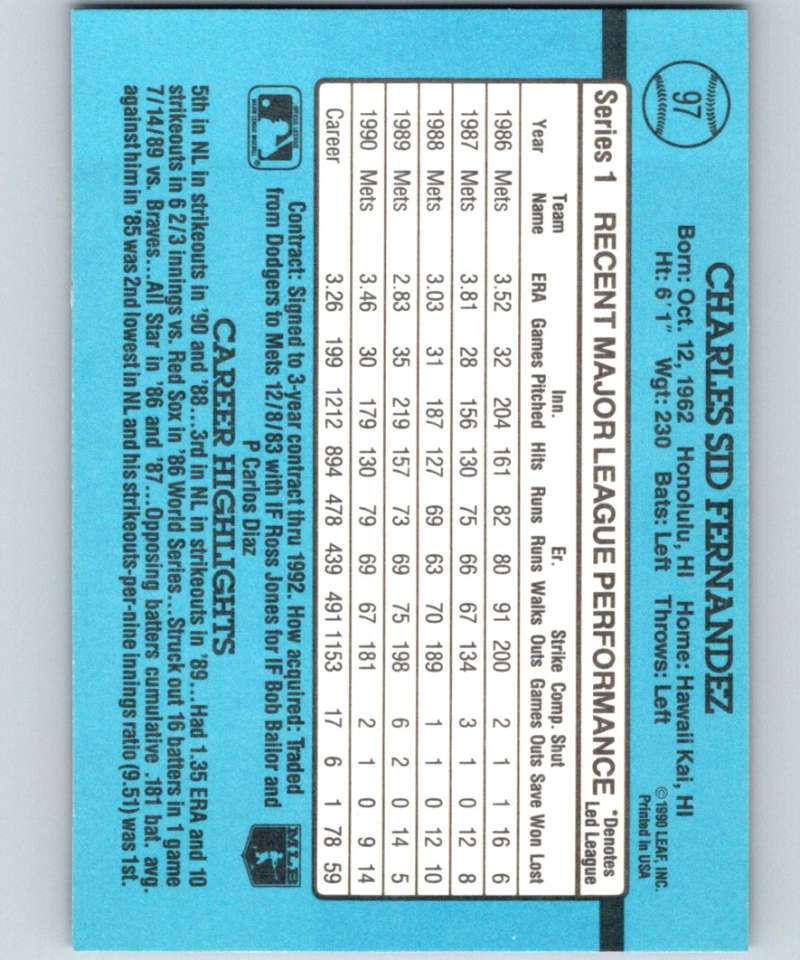 97
CHARLES SID FERNANDEZ
Born: Oct. 12, 1962 Honolulu, HI Home: Hawaii Kai, HI
Ht: 6'1" Wgt: 230 Bats: Left Throws: Left
© 1990 LEAF, INC.
Printed in USA
Series 1 RECENT MAJOR LEAGUE PERFORMANCE *Denotes Led League
Year Team Name ERA Games Inn. Pitched Hits Runs Er. Runs Walks Strike Outs Comp. Games Shut Outs Save Won Lost
1986 Mets 3.52 32 204 161 82 80 91 200 2 1 1 16 6
1987 Mets 3.81 28 156 130 75 66 67 134 3 1 0 12 8
1988 Mets 3.03 31 187 127 69 63 70 189 1 1 0 12 10
1989 Mets 2.83 35 219 157 73 69 75 198 6 2 0 14 5
1990 Mets 3.46 30 179 130 79 69 67 181 2 1 0 9 14
Career 3.26 199 1212 894 478 439 491 1153 17 6 1 78 59
Contract: Signed to 3-year contract thru 1992. How acquired: Traded
from Dodgers to Mets 12/8/83 with IF Ross Jones for IF Bob Bailor and
P Carlos Diaz
MLB
CAREER HIGHLIGHTS
5th in NL in strikeouts in '90 and '88...3rd in NL in strikeouts in '89... Had 1.35 ERA and 10
strikeouts in 6 2/3 innings vs. Red Sox in '86 World Series...Struck out 16 batters in 1 game
7/14/89 vs. Braves...All Star in '86 and '87...Opposing batters cumulative .181 bat. avg.
against him in '85 was 2nd lowest in NL and his strikeouts-per-nine innings ratio (9.51) was 1st.